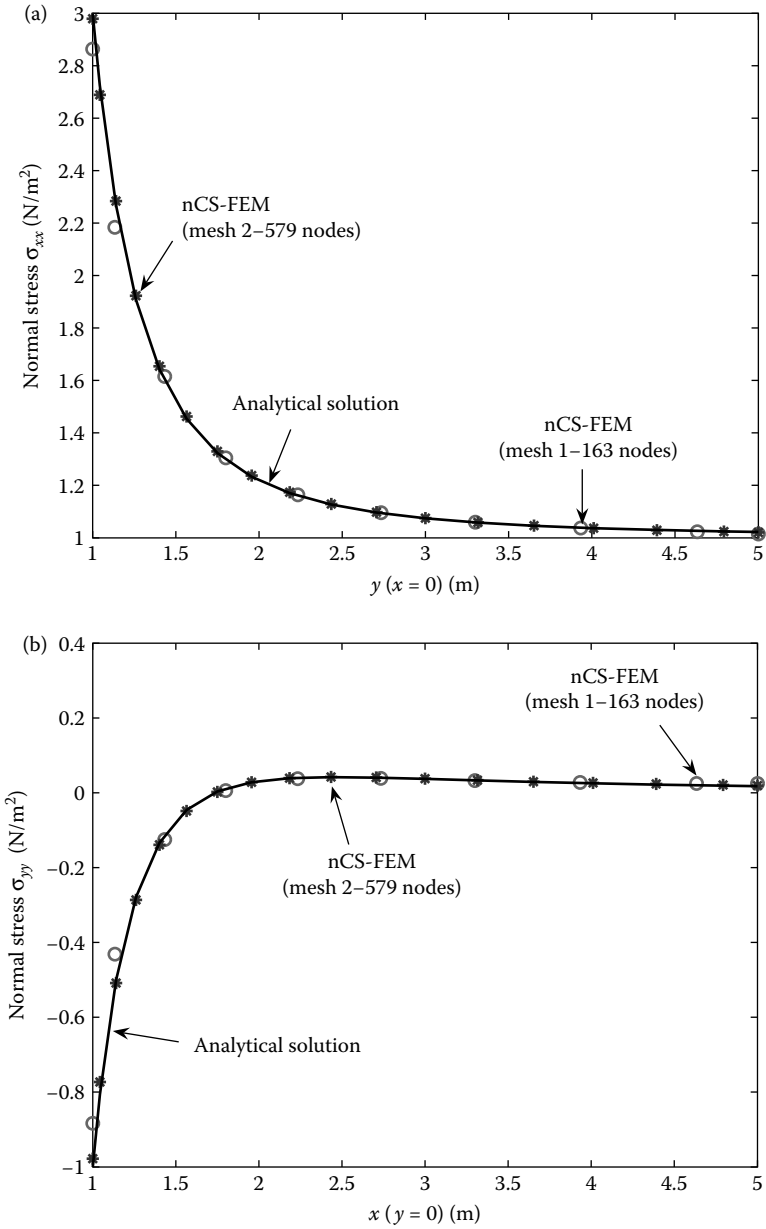 (a)
3
2.8
2.6
2.4
2.2
2
1.8
1.6
1.4
1.2
1
Normal stress σxx (N/m²)
nCS-FEM
(mesh 2–579 nodes)
Analytical solution
nCS-FEM
(mesh 1–163 nodes)
1 1.5 2 2.5 3 3.5 4 4.5 5
y (x = 0) (m)
(b)
0.4
0.2
0
−0.2
−0.4
−0.6
−0.8
−1
Normal stress σyy (N/m²)
nCS-FEM
(mesh 1–163 nodes)
nCS-FEM
(mesh 2–579 nodes)
Analytical solution
1 1.5 2 2.5 3 3.5 4 4.5 5
x (y = 0) (m)